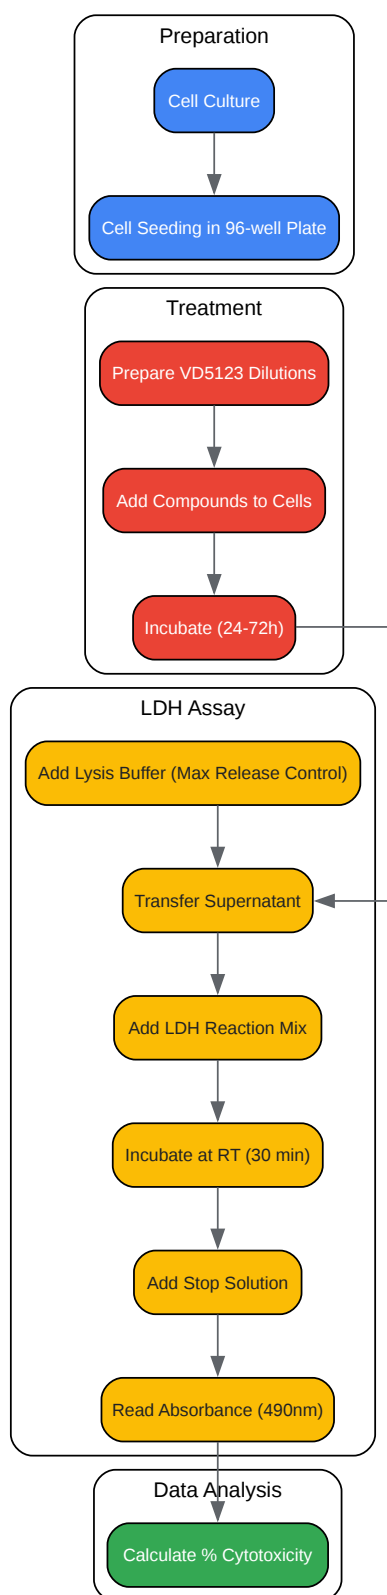 Preparation
Cell Culture
Cell Seeding in 96-well Plate
Treatment
Prepare VD5123 Dilutions
Add Compounds to Cells
Incubate (24-72h)
LDH Assay
Add Lysis Buffer (Max Release Control)
Transfer Supernatant
Add LDH Reaction Mix
Incubate at RT (30 min)
Add Stop Solution
Read Absorbance (490nm)
Data Analysis
Calculate % Cytotoxicity